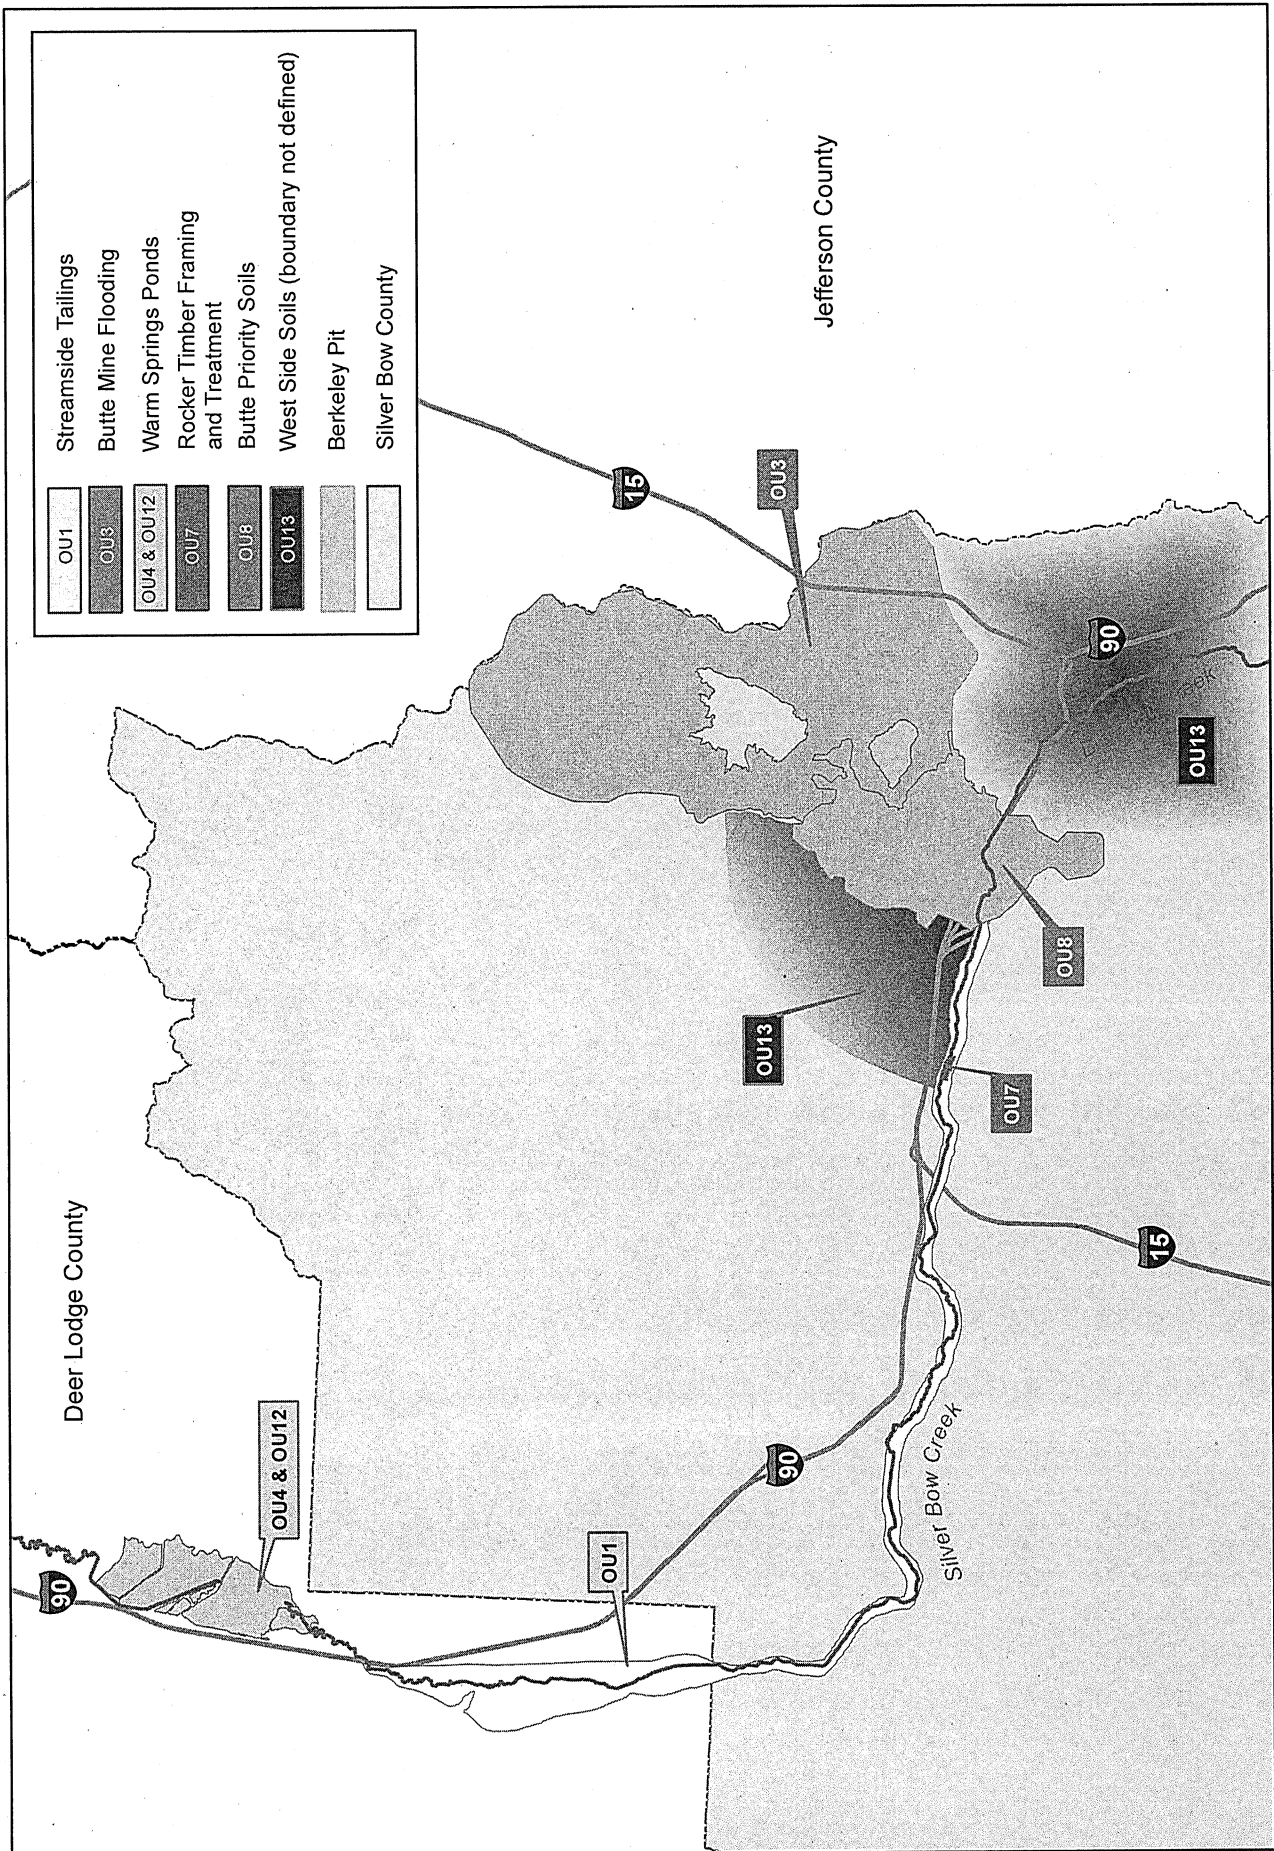 OU1 Streamside Tailings
OU3 Butte Mine Flooding
OU4 & OU12 Warm Springs Ponds
OU7 Rocker Timber Framing
and Treatment
OU8 Butte Priority Soils
OU13 West Side Soils (boundary not defined)
Berkeley Pit
Silver Bow County
Deer Lodge County
Jefferson County
90
OU4 & OU12
OU1
90
Silver Bow Creek
15
OU7
OU13
OU8
OU3
15
90
OU13